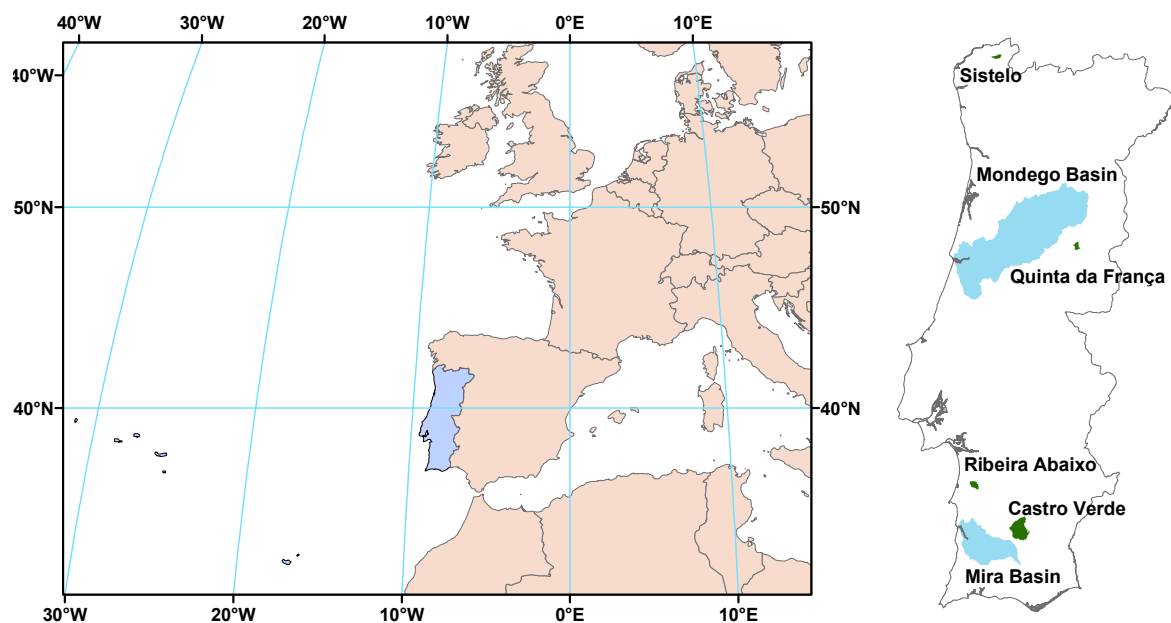 40°W 30°W 20°W 10°W 0°E 10°E
40°W
50°N 50°N
40°N 40°N
30°W 20°W 10°W 0°E 10°E
Sistelo
Mondego Basin
Quinta da França
Ribeira Abaixo
Castro Verde
Mira Basin